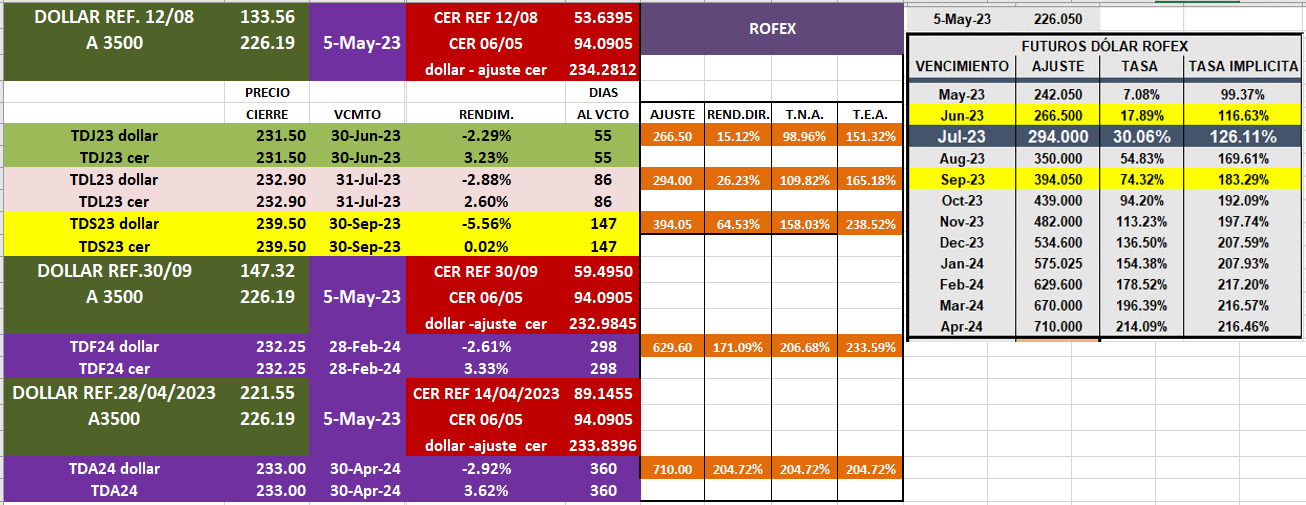 DOLLAR REF. 12/08 133.56 CER REF 12/08 53.6395
A 3500 226.19 5-May-23 CER 06/05 94.0905 ROFEX
dollar - ajuste cer 234.2812
PRECIO DIAS
CIERRE VCMTO RENDIM. AL VCTO AJUSTE REND.DIR. T.N.A. T.E.A.
TDJ23 dollar 231.50 30-Jun-23 -2.29% 55 266.50 15.12% 98.96% 151.32%
TDJ23 cer 231.50 30-Jun-23 3.23% 55
TDL23 dollar 232.90 31-Jul-23 -2.88% 86 294.00 26.23% 109.82% 165.18%
TDL23 cer 232.90 31-Jul-23 2.60% 86
TDS23 dollar 239.50 30-Sep-23 -5.56% 147 394.05 64.53% 158.03% 238.52%
TDS23 cer 239.50 30-Sep-23 0.02% 147
DOLLAR REF.30/09 147.32 CER REF 30/09 59.4950
A 3500 226.19 5-May-23 CER 06/05 94.0905
dollar -ajuste cer 232.9845
TDF24 dollar 232.25 28-Feb-24 -2.61% 298 629.60 171.09% 206.68% 233.59%
TDF24 cer 232.25 28-Feb-24 3.33% 298
DOLLAR REF.28/04/2023 221.55 CER REF 14/04/2023 89.1455
A3500 226.19 5-May-23 CER 06/05 94.0905
dollar -ajuste cer 233.8396
TDA24 dollar 233.00 30-Apr-24 -2.92% 360 710.00 204.72% 204.72% 204.72%
TDA24 233.00 30-Apr-24 3.62% 360
5-May-23 226.050
FUTUROS DÓLAR ROFEX
VENCIMIENTO AJUSTE TASA TASA IMPLICITA
May-23 242.050 7.08% 99.37%
Jun-23 266.500 17.89% 116.63%
Jul-23 294.000 30.06% 126.11%
Aug-23 350.000 54.83% 169.61%
Sep-23 394.050 74.32% 183.29%
Oct-23 439.000 94.20% 192.09%
Nov-23 482.000 113.23% 197.74%
Dec-23 534.600 136.50% 207.59%
Jan-24 575.025 154.38% 207.93%
Feb-24 629.600 178.52% 217.20%
Mar-24 670.000 196.39% 216.57%
Apr-24 710.000 214.09% 216.46%